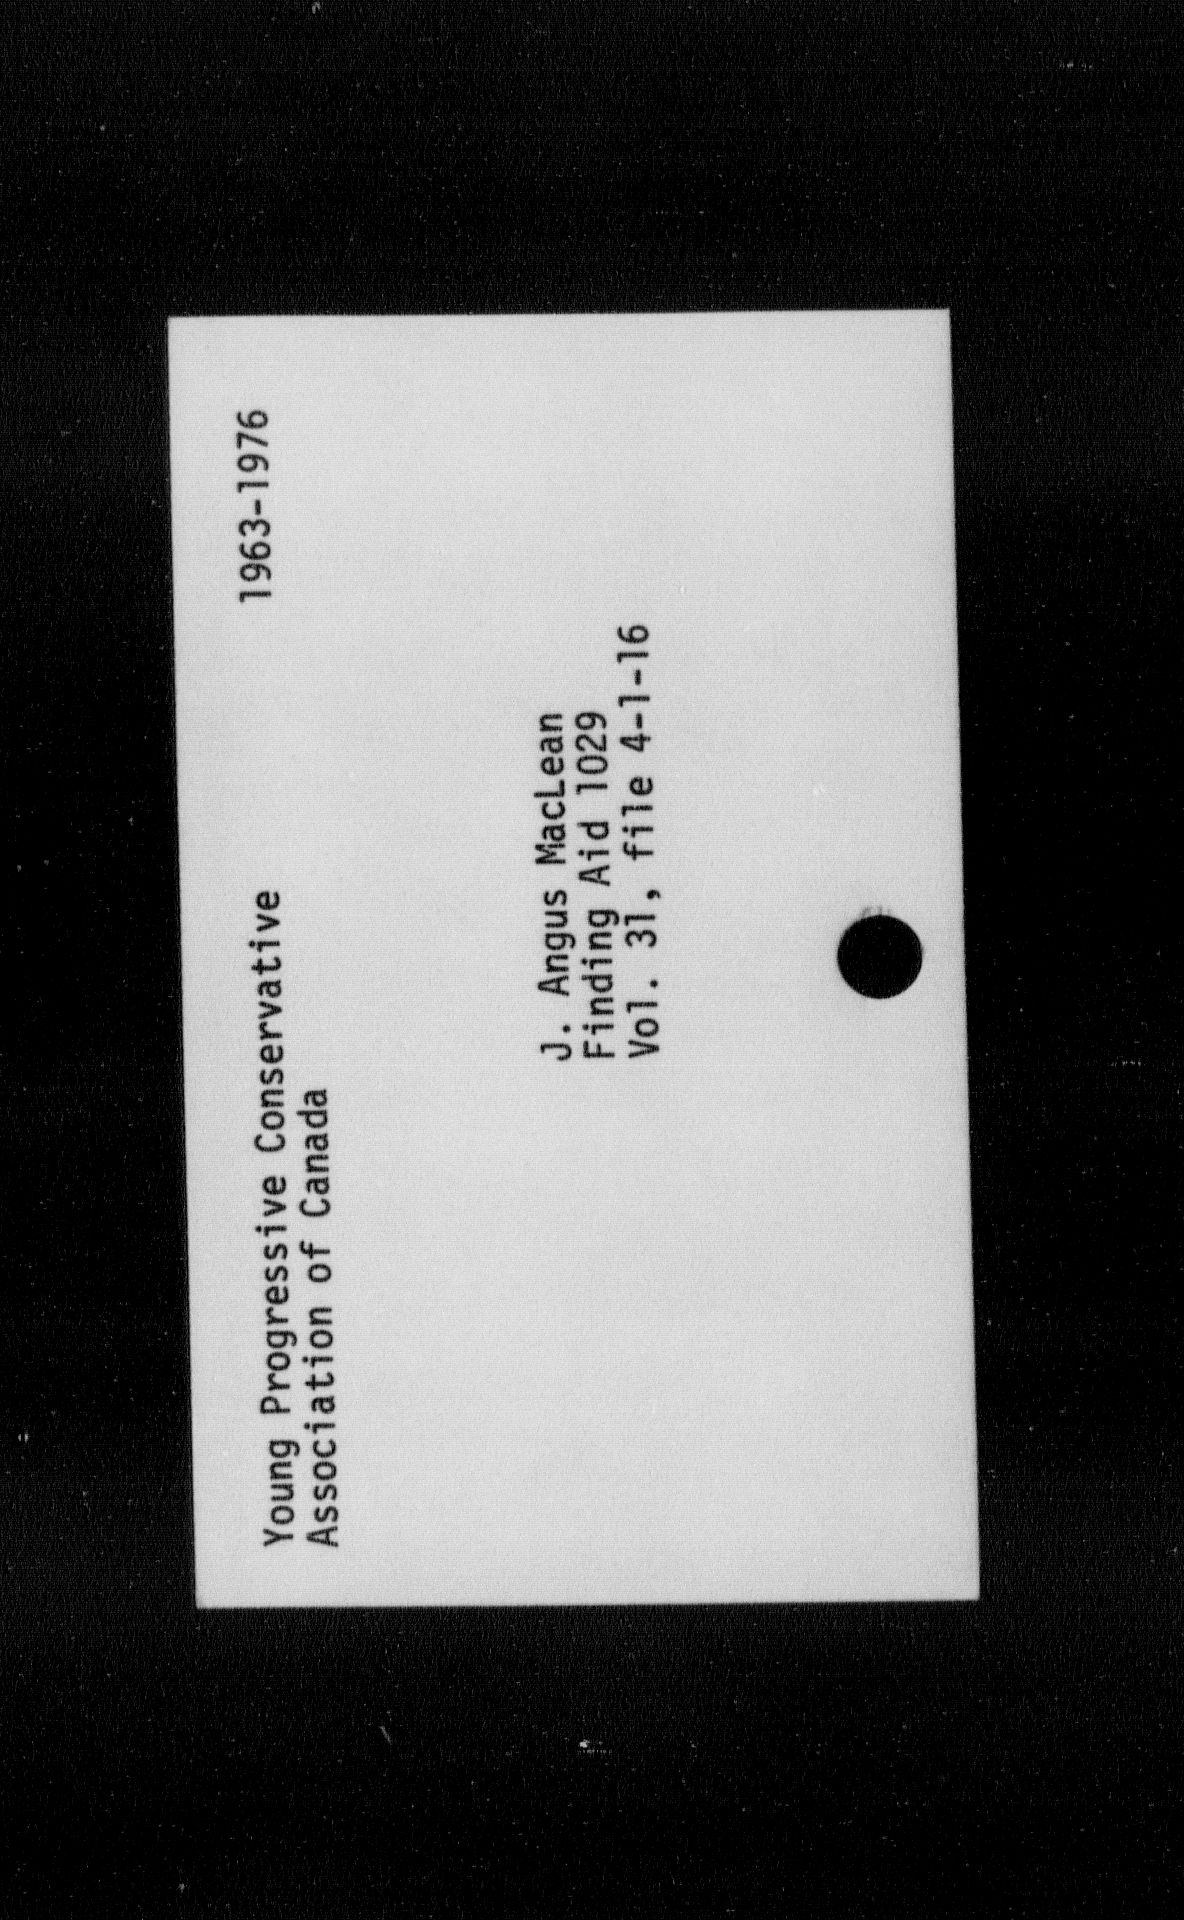 Young Progressive Conservative 1963-1976
Association of Canada
J. Angus MacLean
Finding Aid 1029
Vol. 31, file 4-1-16